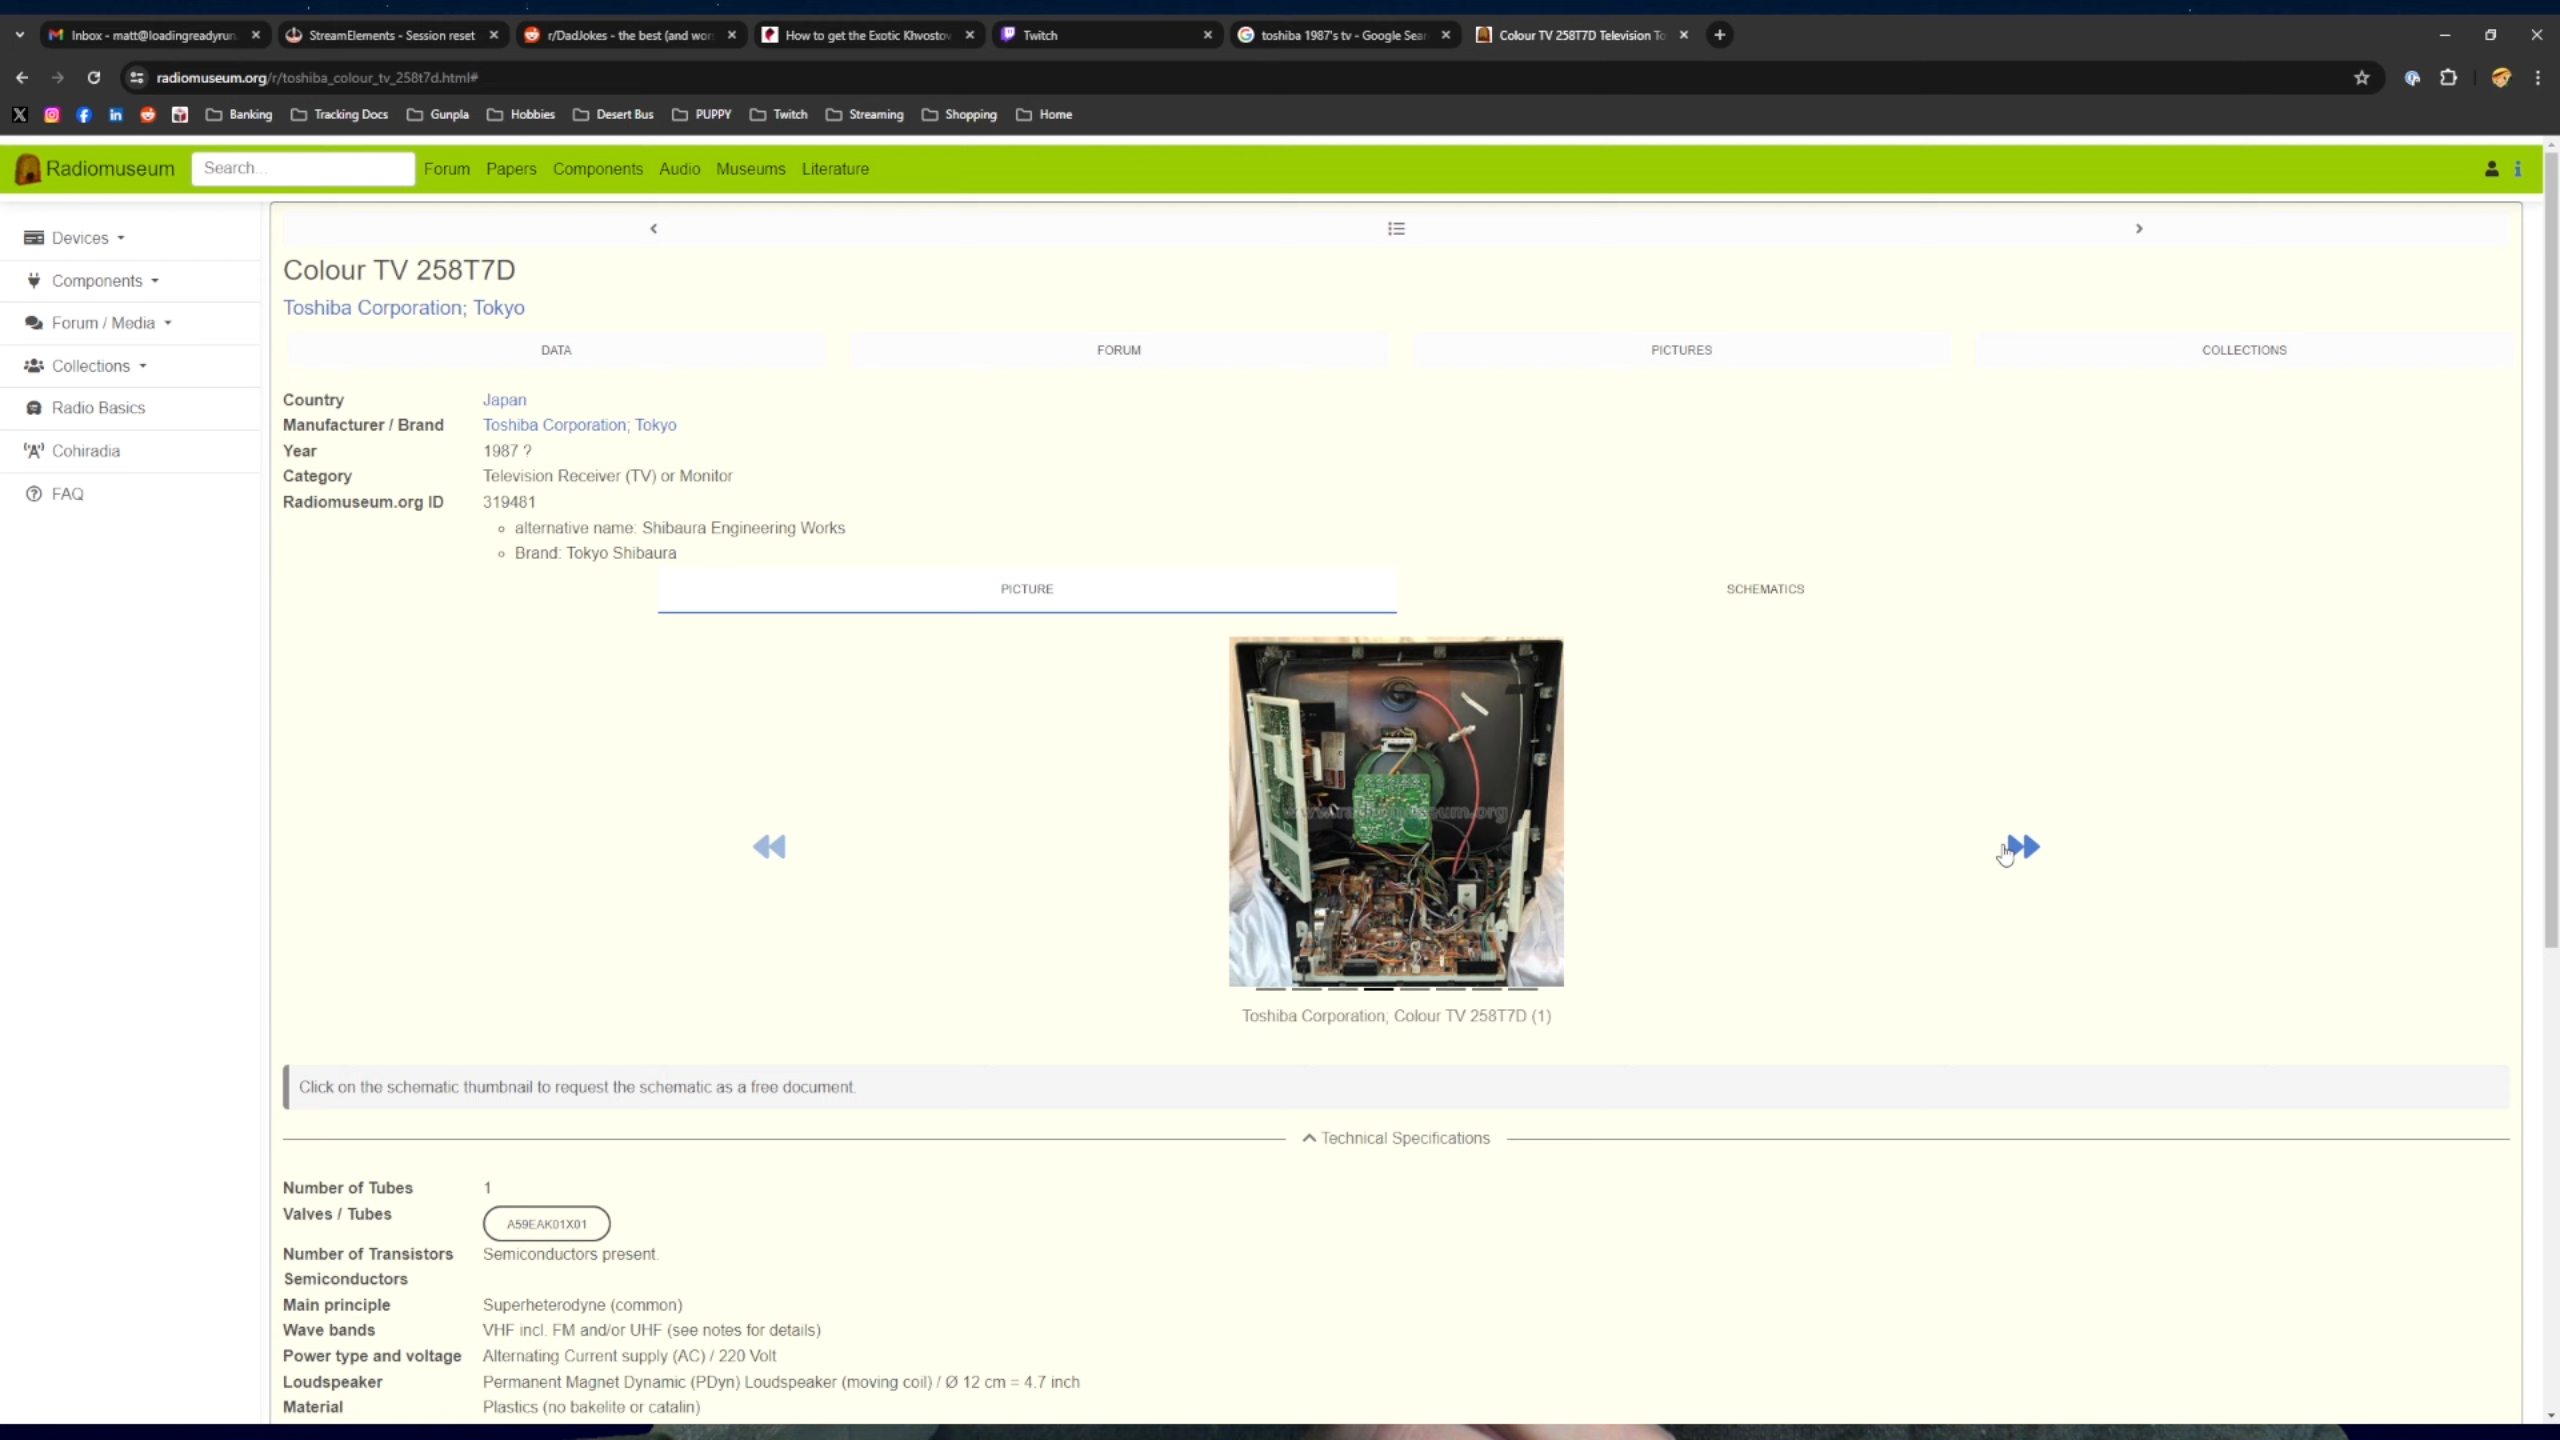 Inbox - matt@loadingreadyrun
StreamElements - Session reset
r/DadJokes - the best (and wor
How to get the Exotic Khvostov
Twitch
toshiba 1987's tv - Google Sear
Colour TV 258T7D Television To
radiomuseum.org/r/toshiba_colour_tv_258t7d.html#
Banking
Tracking Docs
Gunpla
Hobbies
Desert Bus
PUPPY
Twitch
Streaming
Shopping
Home
Radiomuseum
Search...
Forum
Papers
Components
Audio
Museums
Literature
Devices
Components
Forum / Media
Collections
Radio Basics
Cohiradia
FAQ
Colour TV 258T7D
Toshiba Corporation; Tokyo
DATA
FORUM
PICTURES
COLLECTIONS
Country Japan
Manufacturer / Brand Toshiba Corporation; Tokyo
Year 1987 ?
Category Television Receiver (TV) or Monitor
Radiomuseum.org ID 319481
alternative name: Shibaura Engineering Works
Brand: Tokyo Shibaura
PICTURE
SCHEMATICS
www.radiomuseum.org
Toshiba Corporation; Colour TV 258T7D (1)
Click on the schematic thumbnail to request the schematic as a free document.
Technical Specifications
Number of Tubes 1
Valves / Tubes A59EAK01X01
Number of Transistors Semiconductors present.
Semiconductors
Main principle Superheterodyne (common)
Wave bands VHF incl. FM and/or UHF (see notes for details)
Power type and voltage Alternating Current supply (AC) / 220 Volt
Loudspeaker Permanent Magnet Dynamic (PDyn) Loudspeaker (moving coil) / Ø 12 cm = 4.7 inch
Material Plastics (no bakelite or catalin)